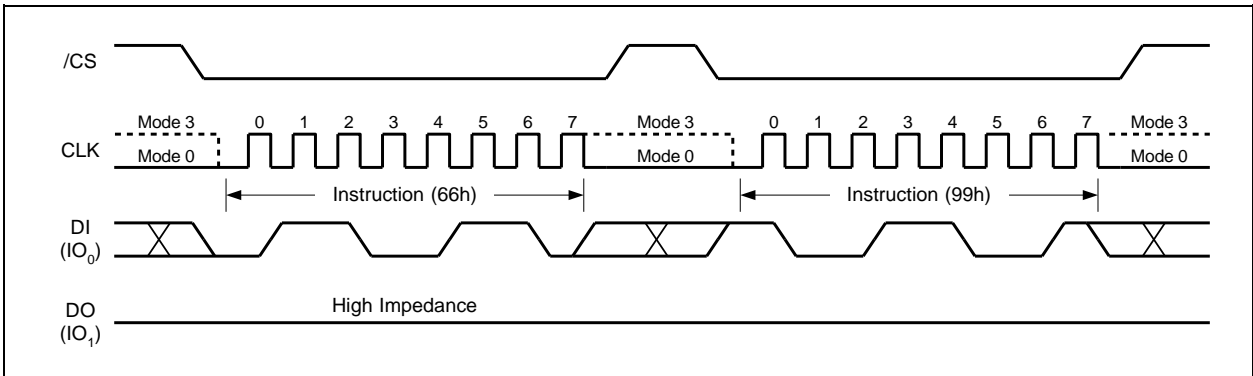 /CS
Mode 3 0 1 2 3 4 5 6 7 Mode 3 0 1 2 3 4 5 6 7 Mode 3
CLK
Mode 0 Mode 0 Mode 0
Instruction (66h) Instruction (99h)
DI
(IO0)
High Impedance
DO
(IO1)